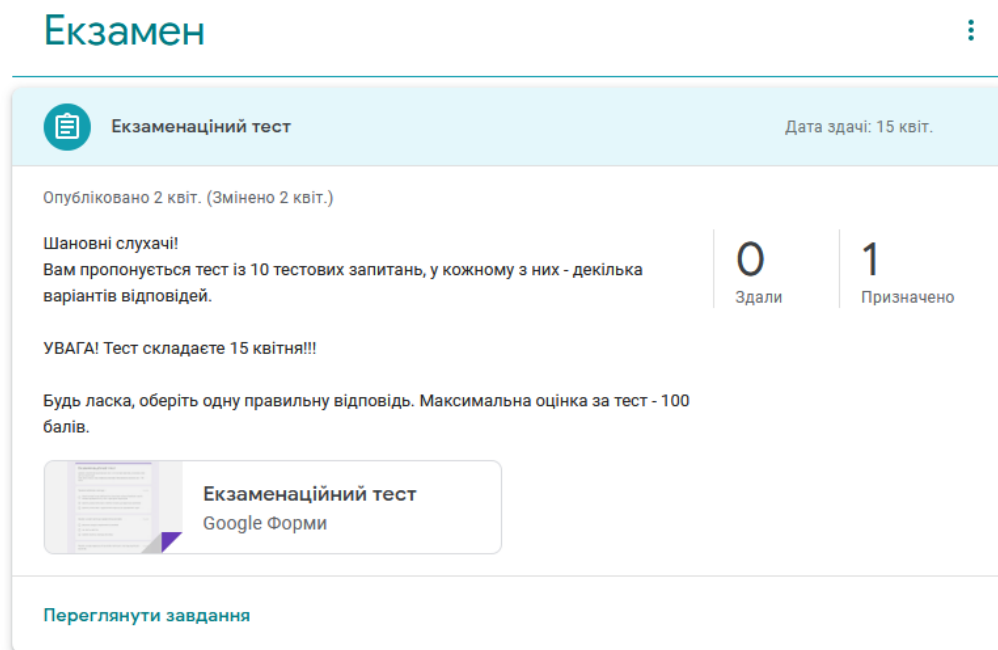 Екзамен
Екзаменаціний тест
Дата здачі: 15 квіт.
Опубліковано 2 квіт. (Змінено 2 квіт.)
Шановні слухачі!
Вам пропонується тест із 10 тестових запитань, у кожному з них - декілька
варіантів відповідей.
УВАГА! Тест складаєте 15 квітня!!!
Будь ласка, оберіть одну правильну відповідь. Максимальна оцінка за тест - 100
балів.
0
Здали
1
Призначено
Екзаменаційний тест
Google Форми
Переглянути завдання